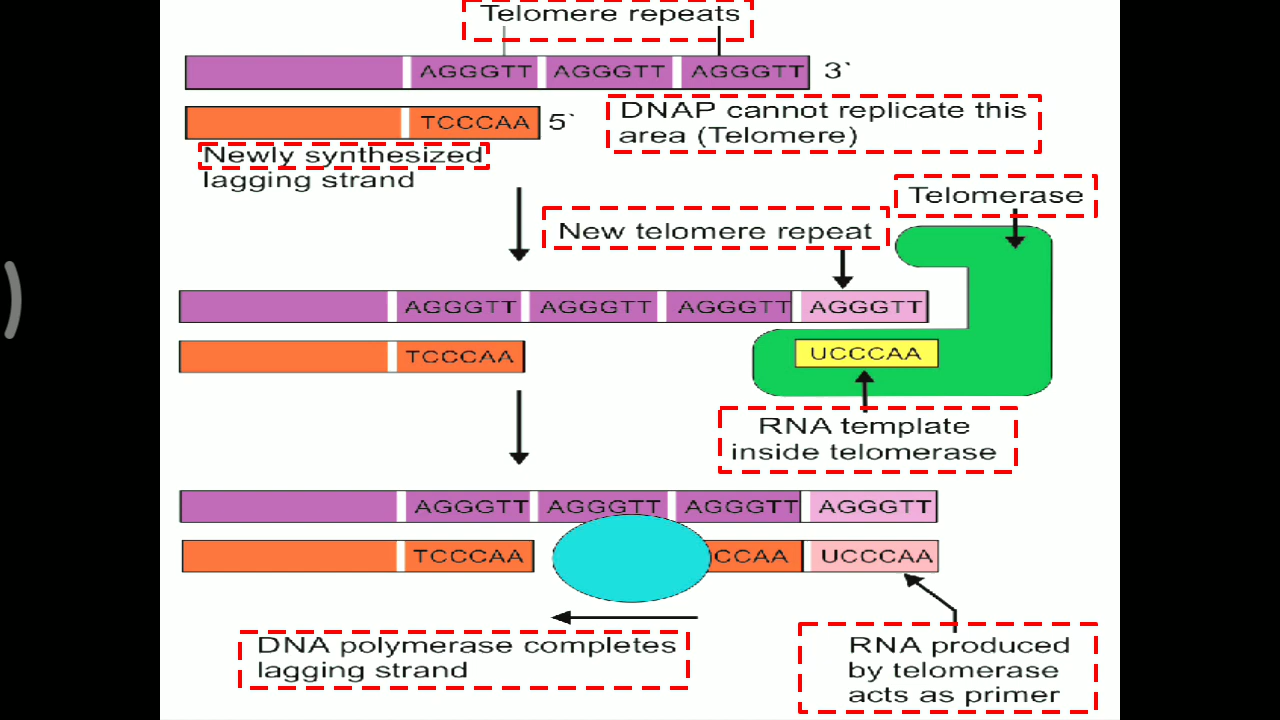 Telomere repeats
AGGGTT AGGGTT AGGGTT 3`
TCCCAA 5`
DNAP cannot replicate this
area (Telomere)
Newly synthesized
lagging strand
Telomerase
New telomere repeat
AGGGTT AGGGTT AGGGTT AGGGTT
TCCCAA
UCCCAA
RNA template
inside telomerase
AGGGTT AGGGTT AGGGTT AGGGTT
TCCCAA CCAA UCCCAA
DNA polymerase completes
lagging strand
RNA produced
by telomerase
acts as primer